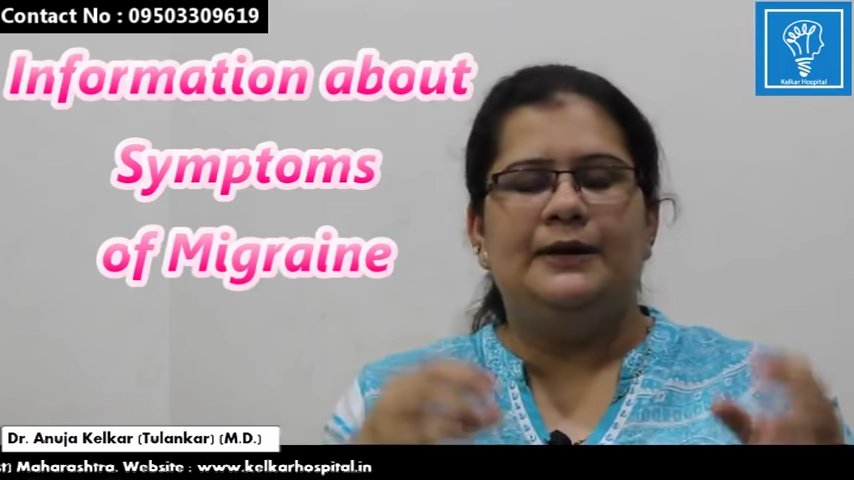 Contact No : 09503309619
Kelkar Hospital
Information about
Symptoms
of Migraine
Dr. Anuja Kelkar (Tulankar) (M.D.)
Maharashtra. Website : www.kelkarhospital.in